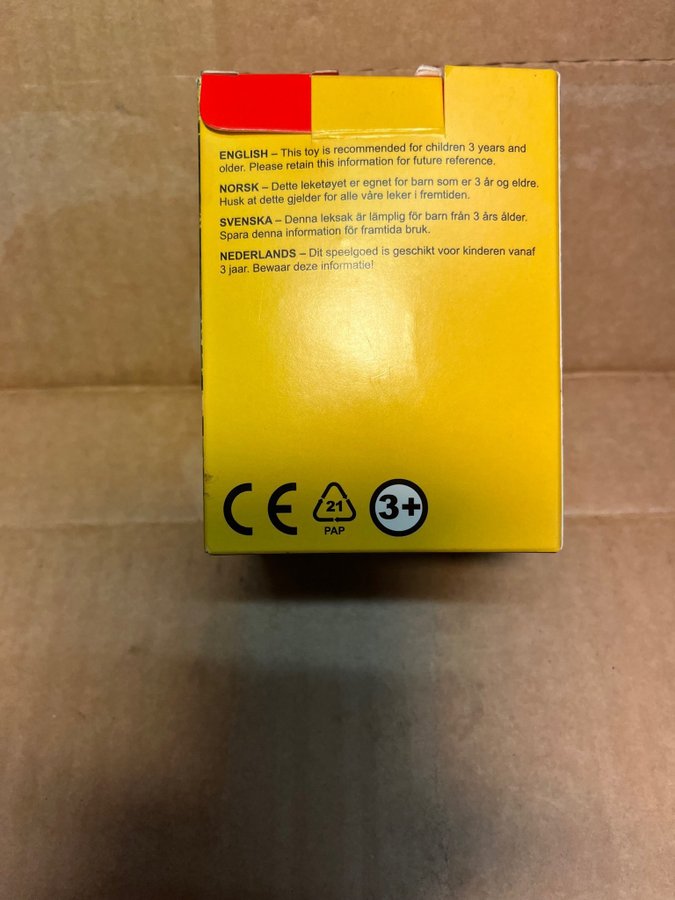 ENGLISH – This toy is recommended for children 3 years and
older. Please retain this information for future reference.
NORSK – Dette leketøyet er egnet for barn som er 3 år og eldre.
Husk at dette gjelder for alle våre leker i fremtiden.
SVENSKA – Denna leksak är lämplig för barn från 3 års ålder.
Spara denna information för framtida bruk.
NEDERLANDS – Dit speelgoed is geschikt voor kinderen vanaf
3 jaar. Bewaar deze informatie!
CE 21 3+
PAP